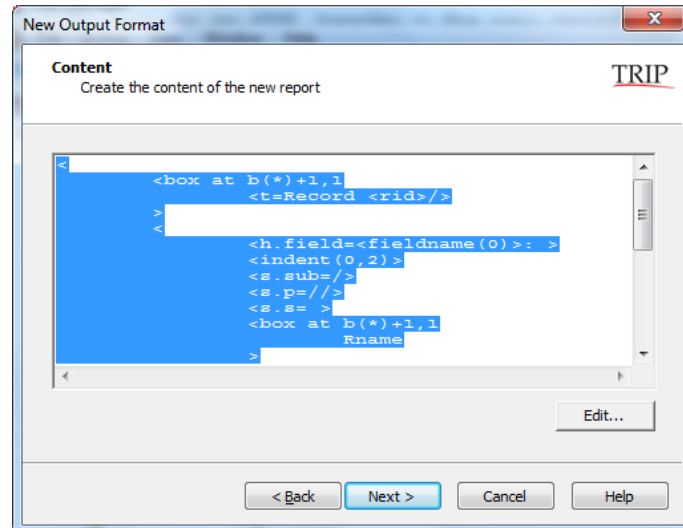 New Output Format
Content
Create the content of the new report
TRIP
<
<box at b(*)+1,1
<t=Record <rid>/>
>
<
<h.field=<fieldname(0)>: >
<indent(0,2)>
<s.sub=/>
<s.p=//>
<s.s= >
<box at b(*)+1,1
Rname
>
Edit...
< Back
Next >
Cancel
Help